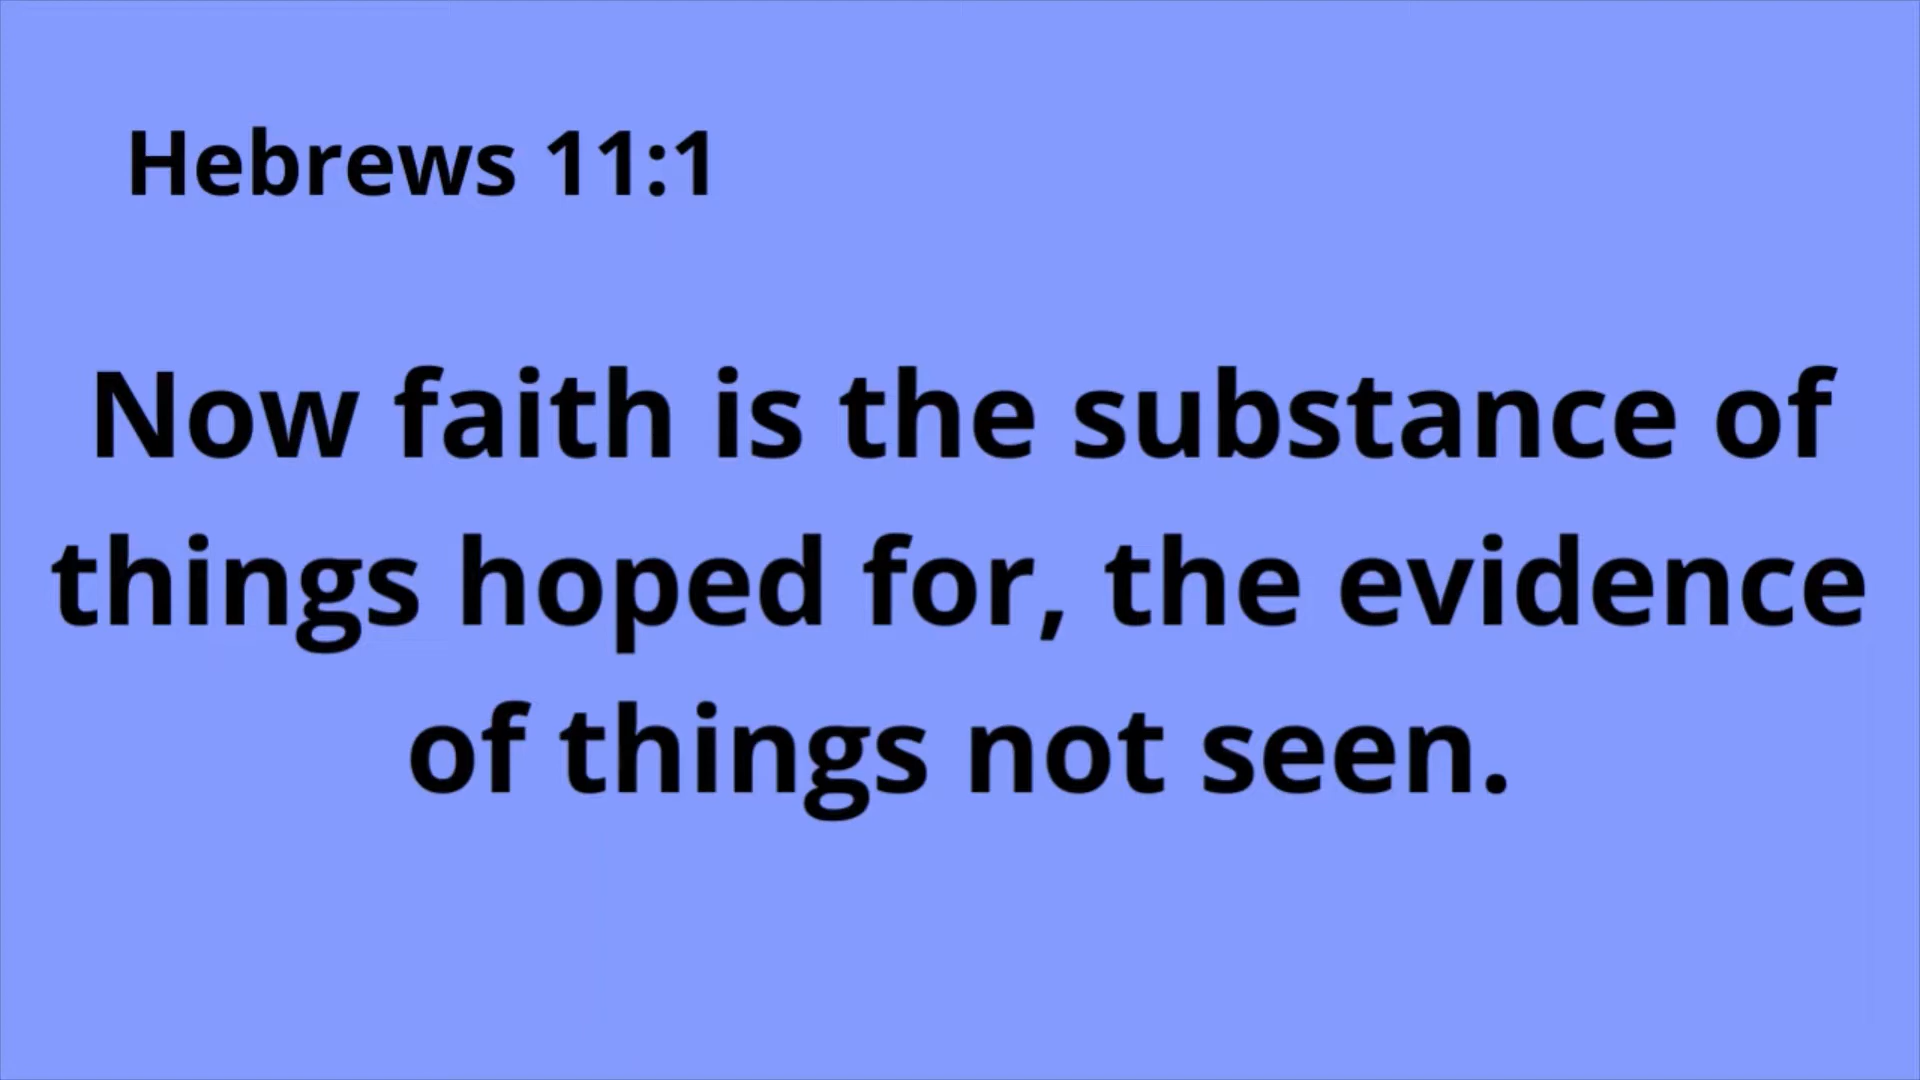 Hebrews 11:1
Now faith is the substance of
things hoped for, the evidence
of things not seen.